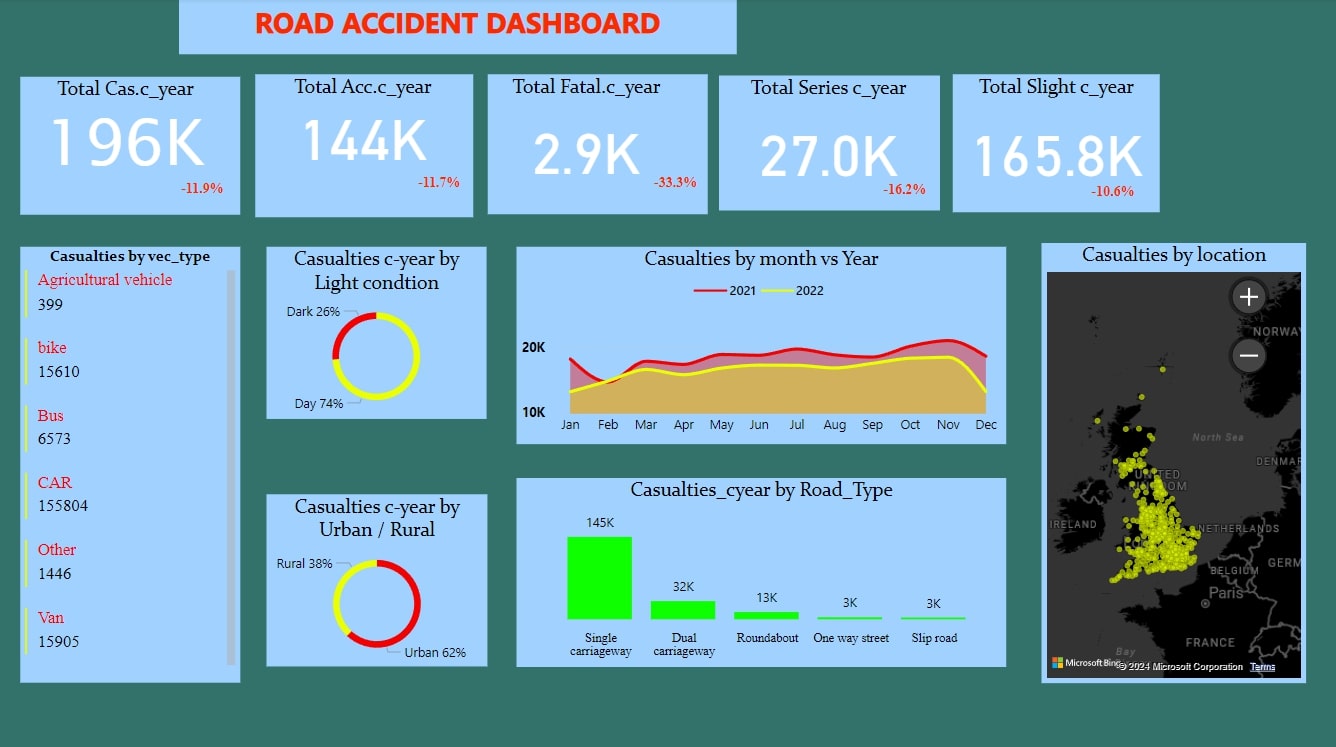 ROAD ACCIDENT DASHBOARD
Total Cas.c_year
196K
-11.9%
Total Acc.c_year
144K
-11.7%
Total Fatal.c_year
2.9K
-33.3%
Total Series c_year
27.0K
-16.2%
Total Slight c_year
165.8K
-10.6%
Casualties by vec_type
Agricultural vehicle
399
bike
15610
Bus
6573
CAR
155804
Other
1446
Van
15905
Casualties c-year by
Light condtion
Dark 26%
Day 74%
Casualties c-year by
Urban / Rural
Rural 38%
Urban 62%
Casualties by month vs Year
2021 2022
20K
10K
Jan Feb Mar Apr May Jun Jul Aug Sep Oct Nov Dec
Casualties_cyear by Road_Type
145K
32K
13K
3K
3K
Single
carriageway
Dual
carriageway
Roundabout
One way street
Slip road
Casualties by location
NORWAY
North Sea
DENMAR
UNITED
KINGDOM
IRELAND
NETHERLANDS
BELGIUM
GERM
Paris
FRANCE
Bay
Microsoft Bing
© 2024 Microsoft Corporation Terms